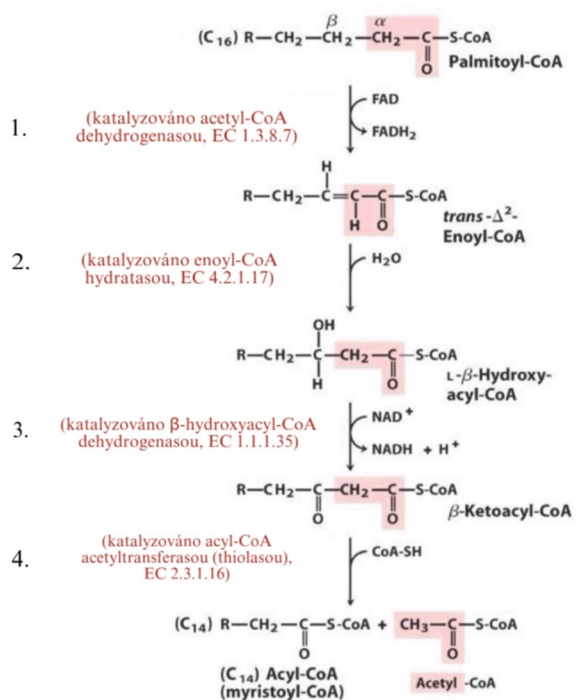 β α
(C₁₆) R—CH₂—CH₂—CH₂—C—S-CoA
O
Palmitoyl-CoA
1.
(katalyzováno acetyl-CoA
dehydrogenasou, EC 1.3.8.7)
FAD
FADH₂
H
R—CH₂—C=C—C—S-CoA
H O
trans-Δ²-
Enoyl-CoA
2.
(katalyzováno enoyl-CoA
hydratasou, EC 4.2.1.17)
H₂O
OH
R—CH₂—C—CH₂—C—S-CoA
H O
L-β-Hydroxy-
acyl-CoA
3.
(katalyzováno β-hydroxyacyl-CoA
dehydrogenasou, EC 1.1.1.35)
NAD⁺
NADH + H⁺
R—CH₂—C—CH₂—C—S-CoA
O O
β-Ketoacyl-CoA
4.
(katalyzováno acyl-CoA
acetyltransferasou (thiolasou),
EC 2.3.1.16)
CoA-SH
(C₁₄) R—CH₂—C—S-CoA + CH₃—C—S-CoA
O O
(C₁₄) Acyl-CoA
(myristoyl-CoA)
Acetyl -CoA